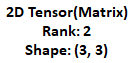 2D Tensor(Matrix)
Rank: 2
Shape: (3, 3)